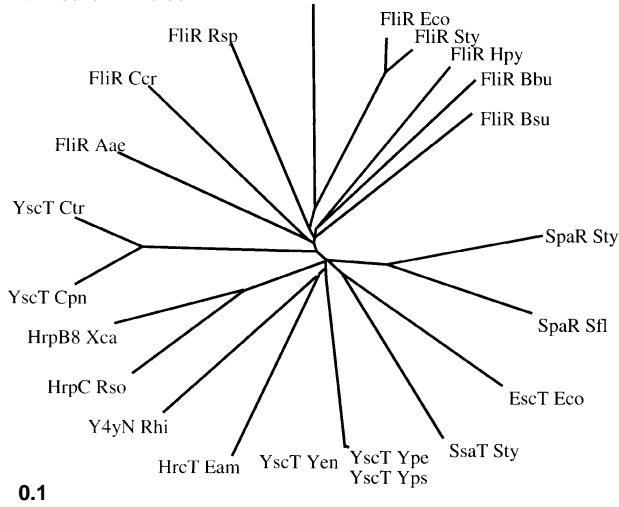 FliR Eco
FliR Sty
FliR Rsp
FliR Hpy
FliR Ccr
FliR Bbu
FliR Bsu
FliR Aae
YscT Ctr
SpaR Sty
YscT Cpn
HrpB8 Xca
SpaR Sfl
HrpC Rso
EscT Eco
Y4yN Rhi
HrcT Eam
YscT Yen
YscT Ype
YscT Yps
SsaT Sty
0.1